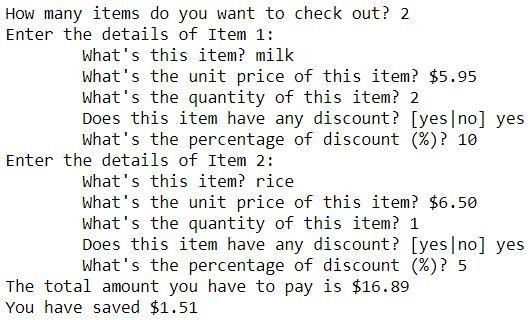 How many items do you want to check out? 2
Enter the details of Item 1:
What's this item? milk
What's the unit price of this item? $5.95
What's the quantity of this item? 2
Does this item have any discount? [yes|no] yes
What's the percentage of discount (%)? 10
Enter the details of Item 2:
What's this item? rice
What's the unit price of this item? $6.50
What's the quantity of this item? 1
Does this item have any discount? [yes|no] yes
What's the percentage of discount (%)? 5
The total amount you have to pay is $16.89
You have saved $1.51